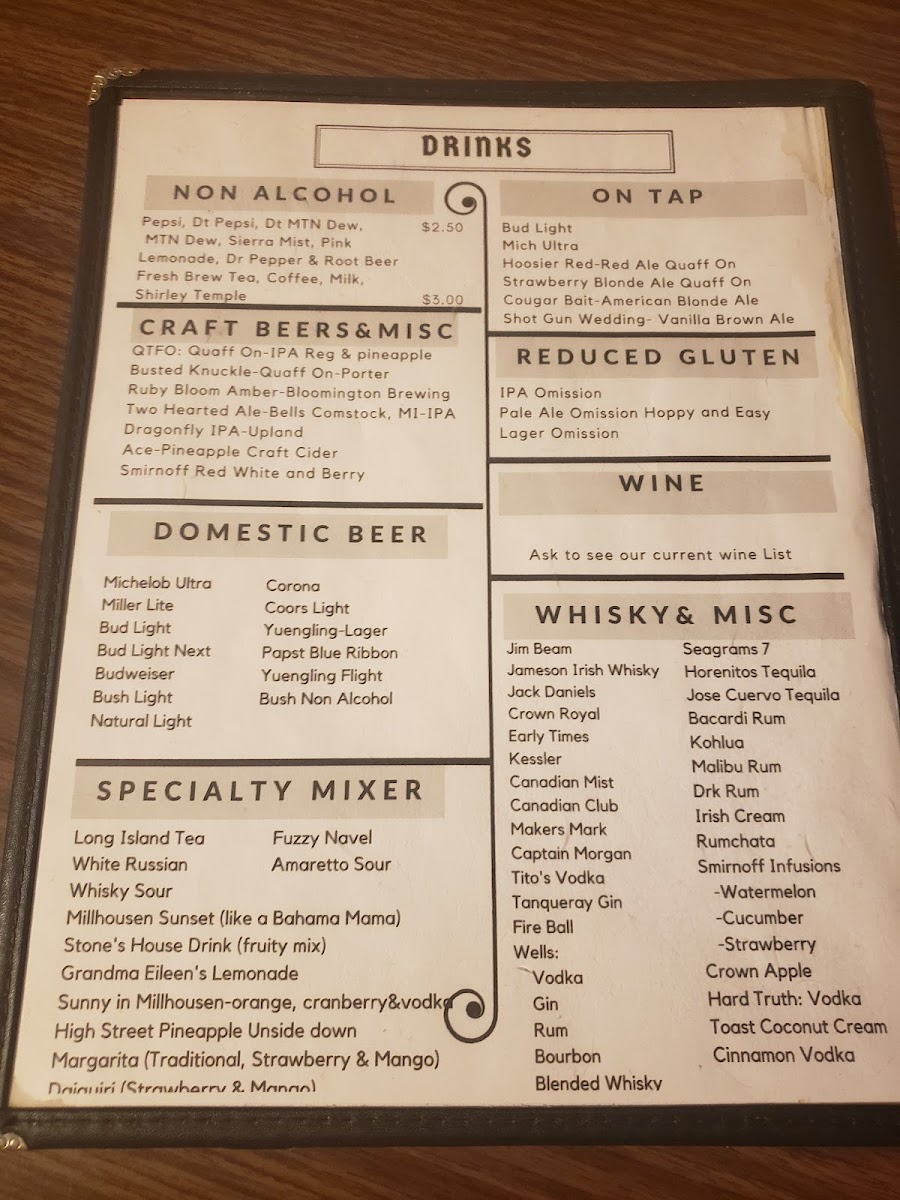 DRINKS
NON ALCOHOL
Pepsi, Dt Pepsi, Dt MTN Dew, $2.50
MTN Dew, Sierra Mist, Pink
Lemonade, Dr Pepper & Root Beer
Fresh Brew Tea, Coffee, Milk,
Shirley Temple $3.00
CRAFT BEERS&MISC
QTFO: Quaff On-IPA Reg & pineapple
Busted Knuckle-Quaff On-Porter
Ruby Bloom Amber-Bloomington Brewing
Two Hearted Ale-Bells Comstock, MI-IPA
Dragonfly IPA-Upland
Ace-Pineapple Craft Cider
Smirnoff Red White and Berry
DOMESTIC BEER
Michelob Ultra
Miller Lite
Bud Light
Bud Light Next
Budweiser
Bush Light
Natural Light
Corona
Coors Light
Yuengling-Lager
Papst Blue Ribbon
Yuengling Flight
Bush Non Alcohol
SPECIALTY MIXER
Long Island Tea Fuzzy Navel
White Russian Amaretto Sour
Whisky Sour
Millhousen Sunset (like a Bahama Mama)
Stone's House Drink (fruity mix)
Grandma Eileen's Lemonade
Sunny in Millhousen-orange, cranberry&vodka
High Street Pineapple Unside down
Margarita (Traditional, Strawberry & Mango)
Daiquiri (Strawberry & Mango)
ON TAP
Bud Light
Mich Ultra
Hoosier Red-Red Ale Quaff On
Strawberry Blonde Ale Quaff On
Cougar Bait-American Blonde Ale
Shot Gun Wedding- Vanilla Brown Ale
REDUCED GLUTEN
IPA Omission
Pale Ale Omission Hoppy and Easy
Lager Omission
WINE
Ask to see our current wine List
WHISKY& MISC
Jim Beam
Jameson Irish Whisky
Jack Daniels
Crown Royal
Early Times
Kessler
Canadian Mist
Canadian Club
Makers Mark
Captain Morgan
Tito's Vodka
Tanqueray Gin
Fire Ball
Wells:
Vodka
Gin
Rum
Bourbon
Blended Whisky
Seagrams 7
Horenitos Tequila
Jose Cuervo Tequila
Bacardi Rum
Kohlua
Malibu Rum
Drk Rum
Irish Cream
Rumchata
Smirnoff Infusions
-Watermelon
-Cucumber
-Strawberry
Crown Apple
Hard Truth: Vodka
Toast Coconut Cream
Cinnamon Vodka